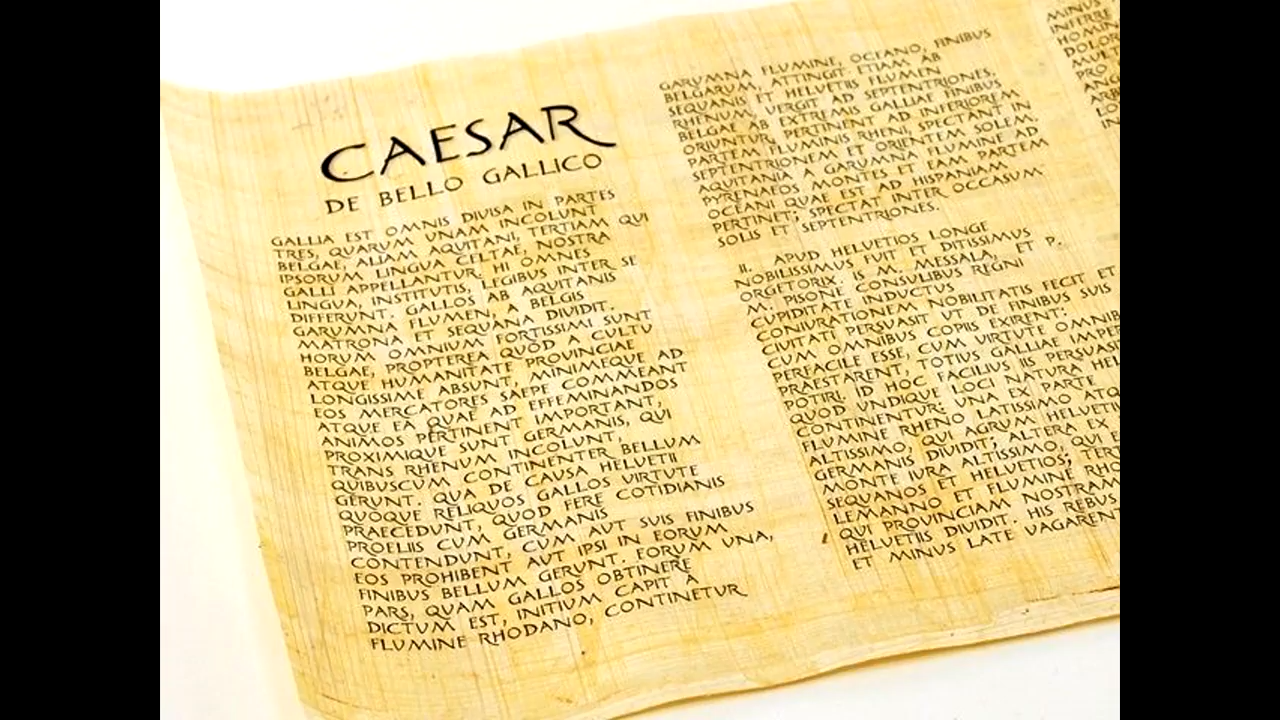 CAESAR
DE BELLO GALLICO
GALLIA EST OMNIS DIVISA IN PARTES
TRES, QUARUM UNAM INCOLUNT
BELGAE, ALIAM AQUITANI, TERTIAM QUI
IPSORUM LINGUA CELTAE, NOSTRA
GALLI APPELLANTUR. HI OMNES
LINGUA, INSTITUTIS, LEGIBUS INTER SE
DIFFERUNT. GALLOS AB AQUITANIS
GARUMNA FLUMEN, A BELGIS
MATRONA ET SEQUANA DIVIDIT.
HORUM OMNIUM FORTISSIMI SUNT
BELGAE, PROPTEREA QUOD A CULTU
ATQUE HUMANITATE PROVINCIAE
LONGISSIME ABSUNT, MINIMEQUE AD
EOS MERCATORES SAEPE COMMEANT
ATQUE EA QUAE AD EFFEMINANDOS
ANIMOS PERTINENT IMPORTANT,
PROXIMIQUE SUNT GERMANIS, QUI
TRANS RHENUM INCOLUNT,
QUIBUSCUM CONTINENTER BELLUM
GERUNT. QUA DE CAUSA HELVETII
QUOQUE RELIQUOS GALLOS VIRTUTE
PRAECEDUNT, QUOD FERE COTIDIANIS
PROELIIS CUM GERMANIS
CONTENDUNT, CUM AUT SUIS FINIBUS
EOS PROHIBENT AUT IPSI IN EORUM
FINIBUS BELLUM GERUNT. EORUM UNA,
PARS, QUAM GALLOS OBTINERE
DICTUM EST, INITIUM CAPIT A
FLUMINE RHODANO, CONTINETUR
GARUMNA FLUMINE, OCEANO, FINIBUS
BELGARUM, ATTINGIT ETIAM AB
SEQUANIS ET HELVETIIS FLUMEN
RHENUM, VERGIT AD SEPTENTRIONES.
BELGAE AB EXTREMIS GALLIAE FINIBUS
ORIUNTUR, PERTINENT AD INFERIOREM
PARTEM FLUMINIS RHENI, SPECTANT IN
SEPTENTRIONEM ET ORIENTEM SOLEM.
AQUITANIA A GARUMNA FLUMINE AD
PYRENAEOS MONTES ET EAM PARTEM
OCEANI QUAE EST AD HISPANIAM
PERTINET; SPECTAT INTER OCCASUM
SOLIS ET SEPTENTRIONES.
II. APUD HELVETIOS LONGE
NOBILISSIMUS FUIT ET DITISSIMUS
ORGETORIX. IS M. MESSALA, ET P.
M. PISONE CONSULIBUS REGNI
CUPIDITATE INDUCTUS
CONIURATIONEM NOBILITATIS FECIT ET
CIVITATI PERSUASIT UT DE FINIBUS SUIS
CUM OMNIBUS COPIIS EXIRENT:
PERFACILE ESSE, CUM VIRTUTE OMNIB
PRAESTARENT, TOTIUS GALLIAE IMPER
POTIRI. ID HOC FACILIUS IIS PERSUASI
QUOD UNDIQUE LOCI NATURA HEL
CONTINENTUR: UNA EX PARTE
FLUMINE RHENO LATISSIMO ATQ
ALTISSIMO, QUI AGRUM HELVETIU
GERMANIS DIVIDIT; ALTERA EX
MONTE IURA ALTISSIMO, QUI E
SEQUANOS ET HELVETIOS; TERT
LEMANNO ET FLUMINE RHO
QUI PROVINCIAM NOSTRAM
HELVETIIS DIVIDIT. HIS REBUS
ET MINUS LATE VAGARENT
MINUS
INFERRE
HOMIN
DOLOR
MULT
PRO
ANG
ARB